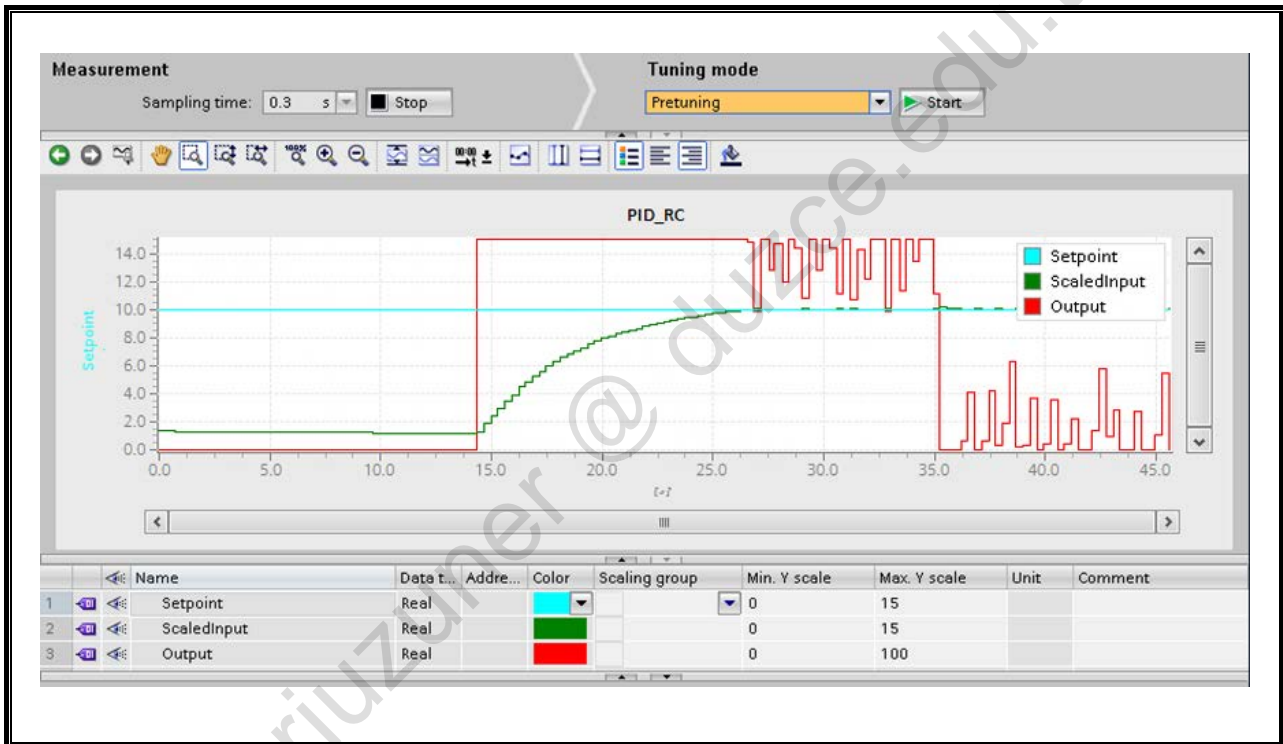 Measurement Tuning mode
Sampling time: 0.3 s Stop Pretuning Start
PID_RC
14.0
12.0
10.0
8.0
6.0
4.0
2.0
0.0
Setpoint
Setpoint
ScaledInput
Output
0.0 5.0 10.0 15.0 20.0 25.0 30.0 35.0 40.0 45.0
Name Data t... Addre... Color Scaling group Min. Y scale Max. Y scale Unit Comment
1 Setpoint Real 0 15
2 ScaledInput Real 0 15
3 Output Real 0 100